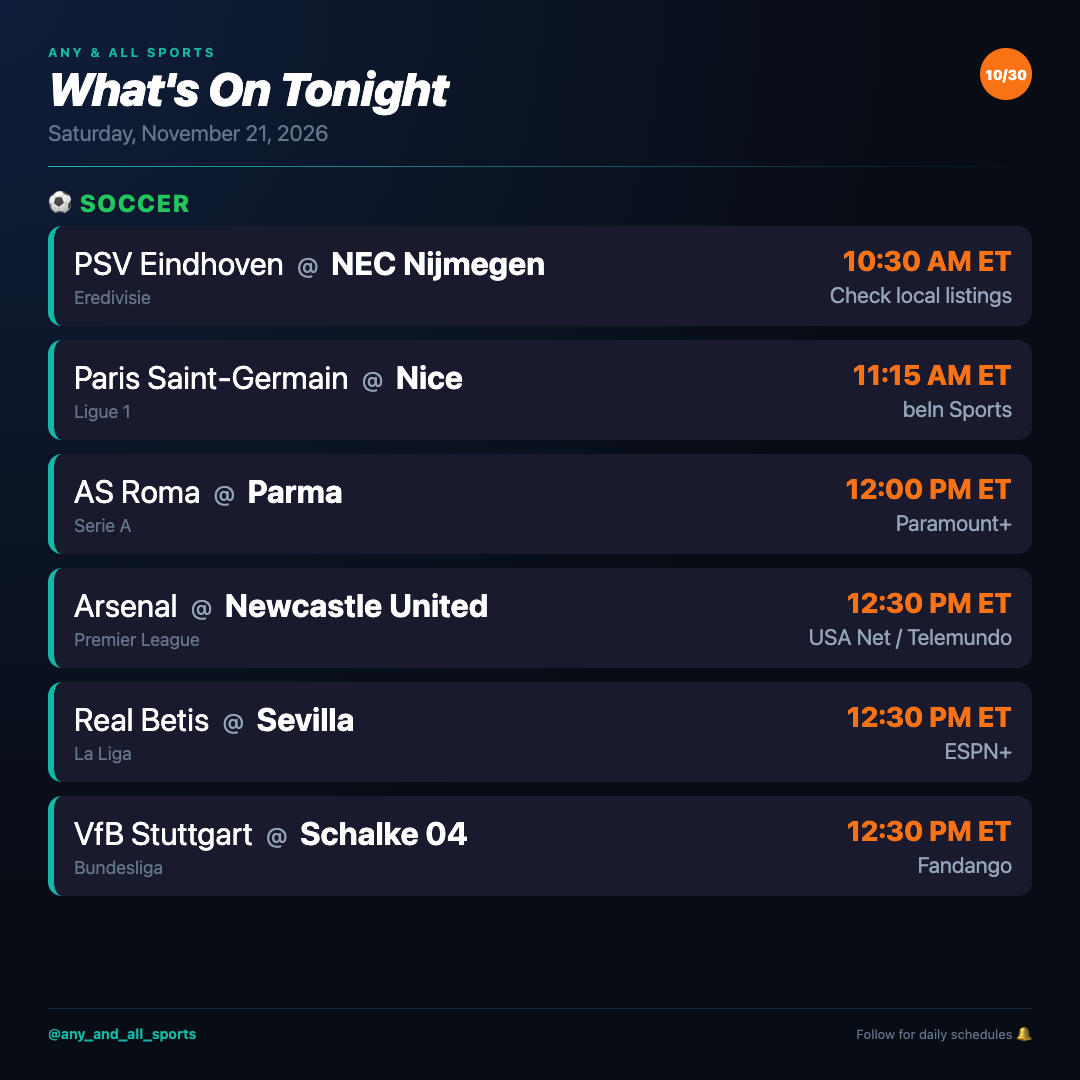 ANY & ALL SPORTS
What's On Tonight
10/30
Saturday, November 21, 2026
⚽ SOCCER
PSV Eindhoven @ NEC Nijmegen
10:30 AM ET
Eredivisie
Check local listings
Paris Saint-Germain @ Nice
11:15 AM ET
Ligue 1
beIn Sports
AS Roma @ Parma
12:00 PM ET
Serie A
Paramount+
Arsenal @ Newcastle United
12:30 PM ET
Premier League
USA Net / Telemundo
Real Betis @ Sevilla
12:30 PM ET
La Liga
ESPN+
VfB Stuttgart @ Schalke 04
12:30 PM ET
Bundesliga
Fandango
@any_and_all_sports
Follow for daily schedules 🔔